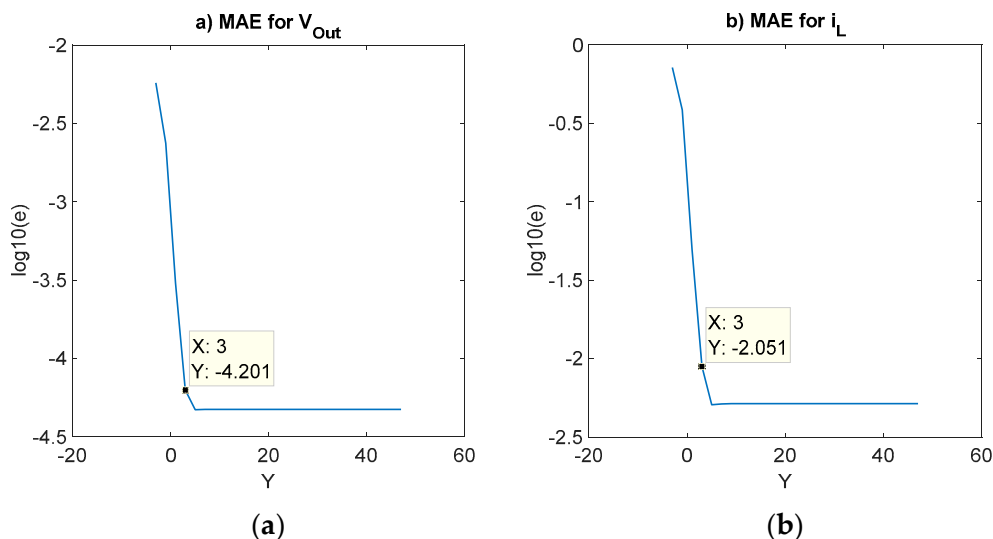 a) MAE for V_Out
-2
-2.5
-3
-3.5
-4
-4.5
log10(e)
X: 3
Y: -4.201
-20 0 20 40 60
Y
(a)
b) MAE for i_L
0
-0.5
-1
-1.5
-2
-2.5
log10(e)
X: 3
Y: -2.051
-20 0 20 40 60
Y
(b)